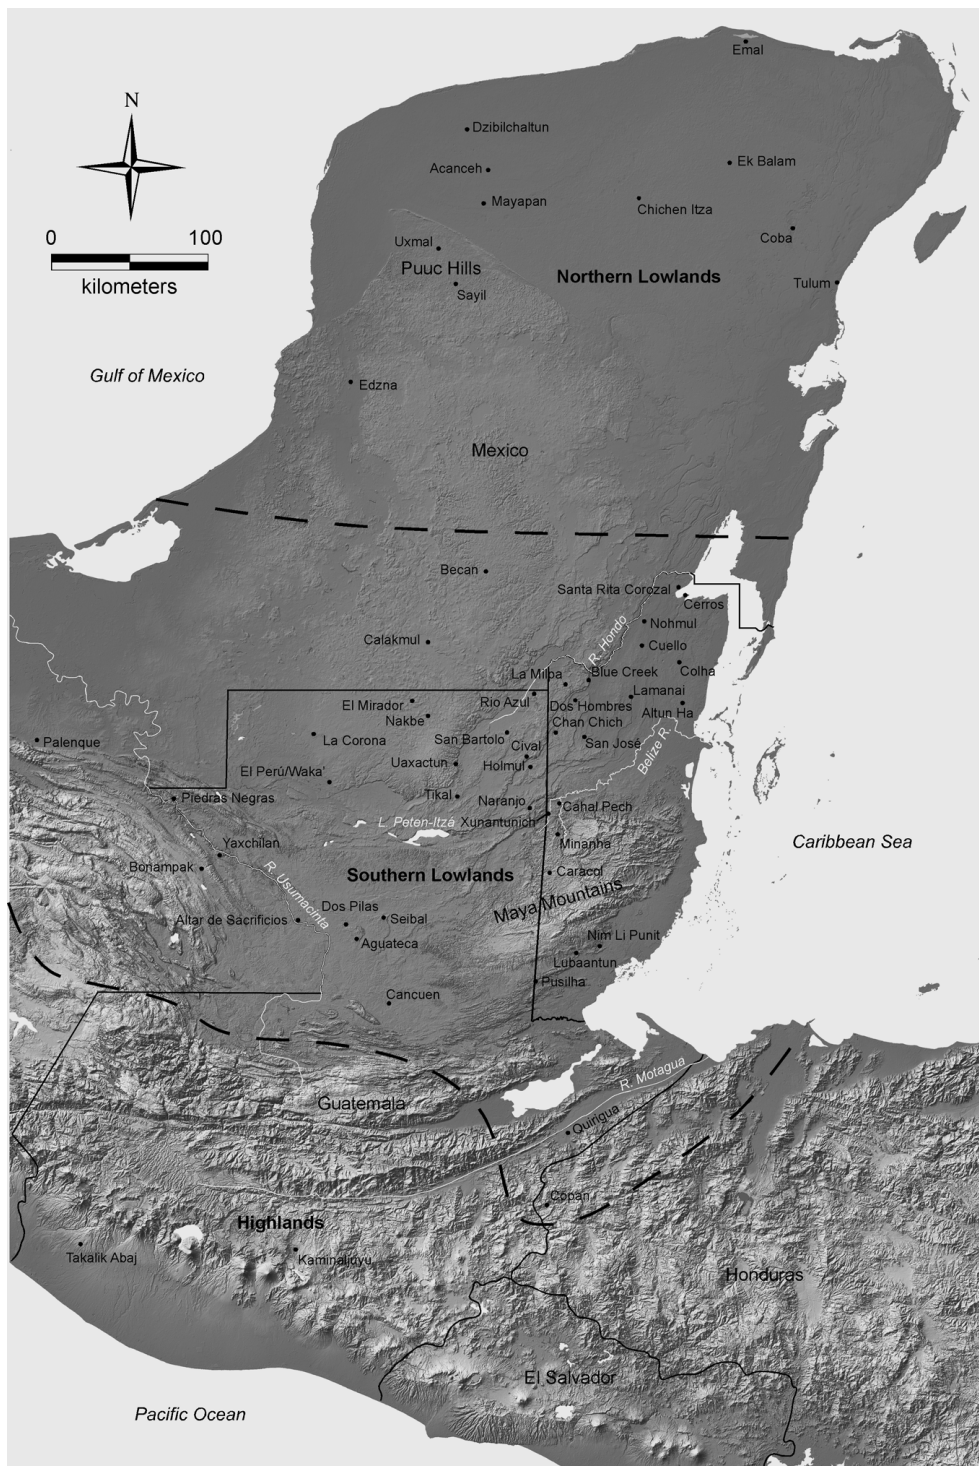 Emal
N
Dzibilchaltun
Acanceh
Ek Balam
Mayapan
Chichen Itza
0 100
kilometers
Uxmal
Coba
Puuc Hills
Northern Lowlands
Sayil
Tulum
Gulf of Mexico
Edzna
Mexico
Becan
Santa Rita Corozal
Cerros
R. Hondo
Nohmul
Calakmul
Cuello
La Milpa
Blue Creek
Colha
El Mirador
Rio Azul
Lamanai
Dos Hombres
Nakbe
Altun Ha
Chan Chich
La Corona
San Bartolo
San José
Palenque
Cival
Belize R.
Uaxactun
Holmul
El Perú/Waka'
Tikal
Piedras Negras
Naranjo
Cahal Pech
L. Peten-Itzá
Xunantunich
Minanha
Caribbean Sea
Yaxchilan
Bonampak
R. Usumacinta
Southern Lowlands
Caracol
Maya Mountains
Dos Pilas
Altar de Sacrificios
Seibal
Aguateca
Nim Li Punit
Lubaantun
Pusilha
Cancuen
R. Motagua
Guatemala
Quirigua
Copan
Highlands
Takalik Abaj
Kaminaljuyu
Honduras
El Salvador
Pacific Ocean